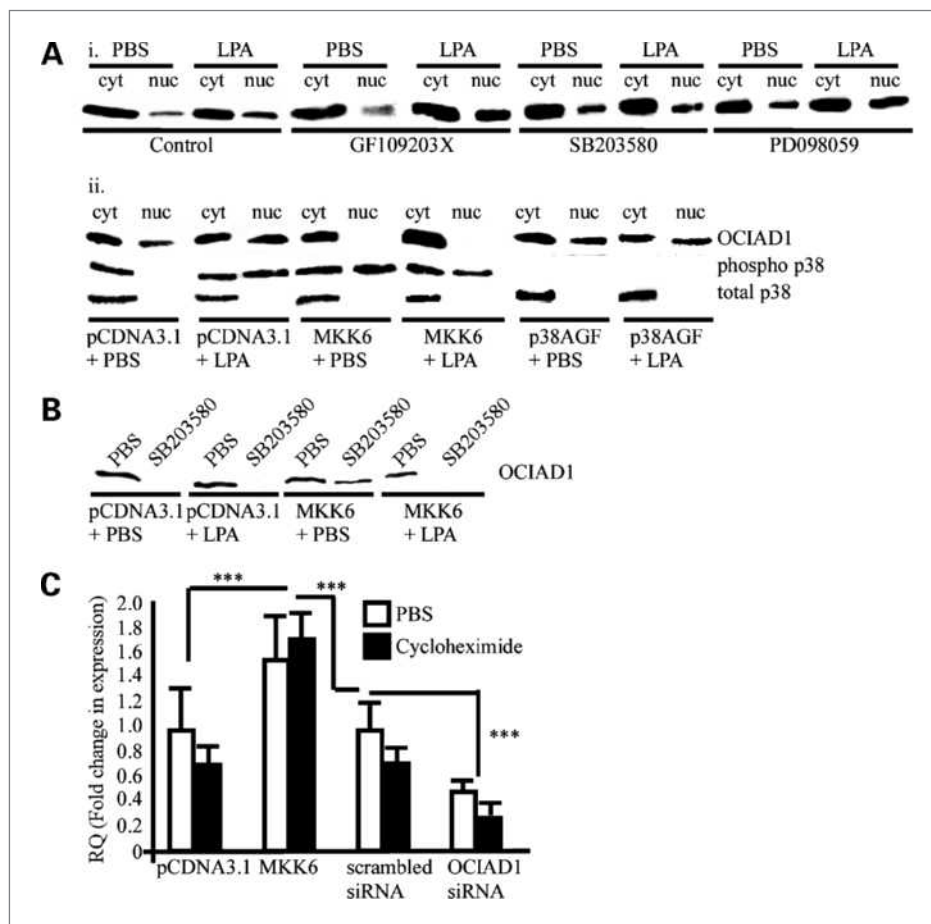 A i. PBS LPA PBS LPA PBS LPA PBS LPA
cyt nuc cyt nuc cyt nuc cyt nuc cyt nuc cyt nuc cyt nuc cyt nuc
Control GF109203X SB203580 PD098059
ii.
cyt nuc cyt nuc cyt nuc cyt nuc cyt nuc cyt nuc
OCIAD1
phospho p38
total p38
pCDNA3.1 pCDNA3.1 MKK6 MKK6 p38AGF p38AGF
+ PBS + LPA + PBS + LPA + PBS + LPA
B
PBS SB203580 PBS SB203580 PBS SB203580 PBS SB203580
OCIAD1
pCDNA3.1 pCDNA3.1 MKK6 MKK6
+ PBS + LPA + PBS + LPA
C
*** ***
PBS
Cycloheximide
***
RQ (Fold change in expression)
2.0
1.8
1.6
1.4
1.2
1.0
0.8
0.6
0.4
0.2
0
pCDNA3.1 MKK6 scrambled OCIAD1
siRNA siRNA